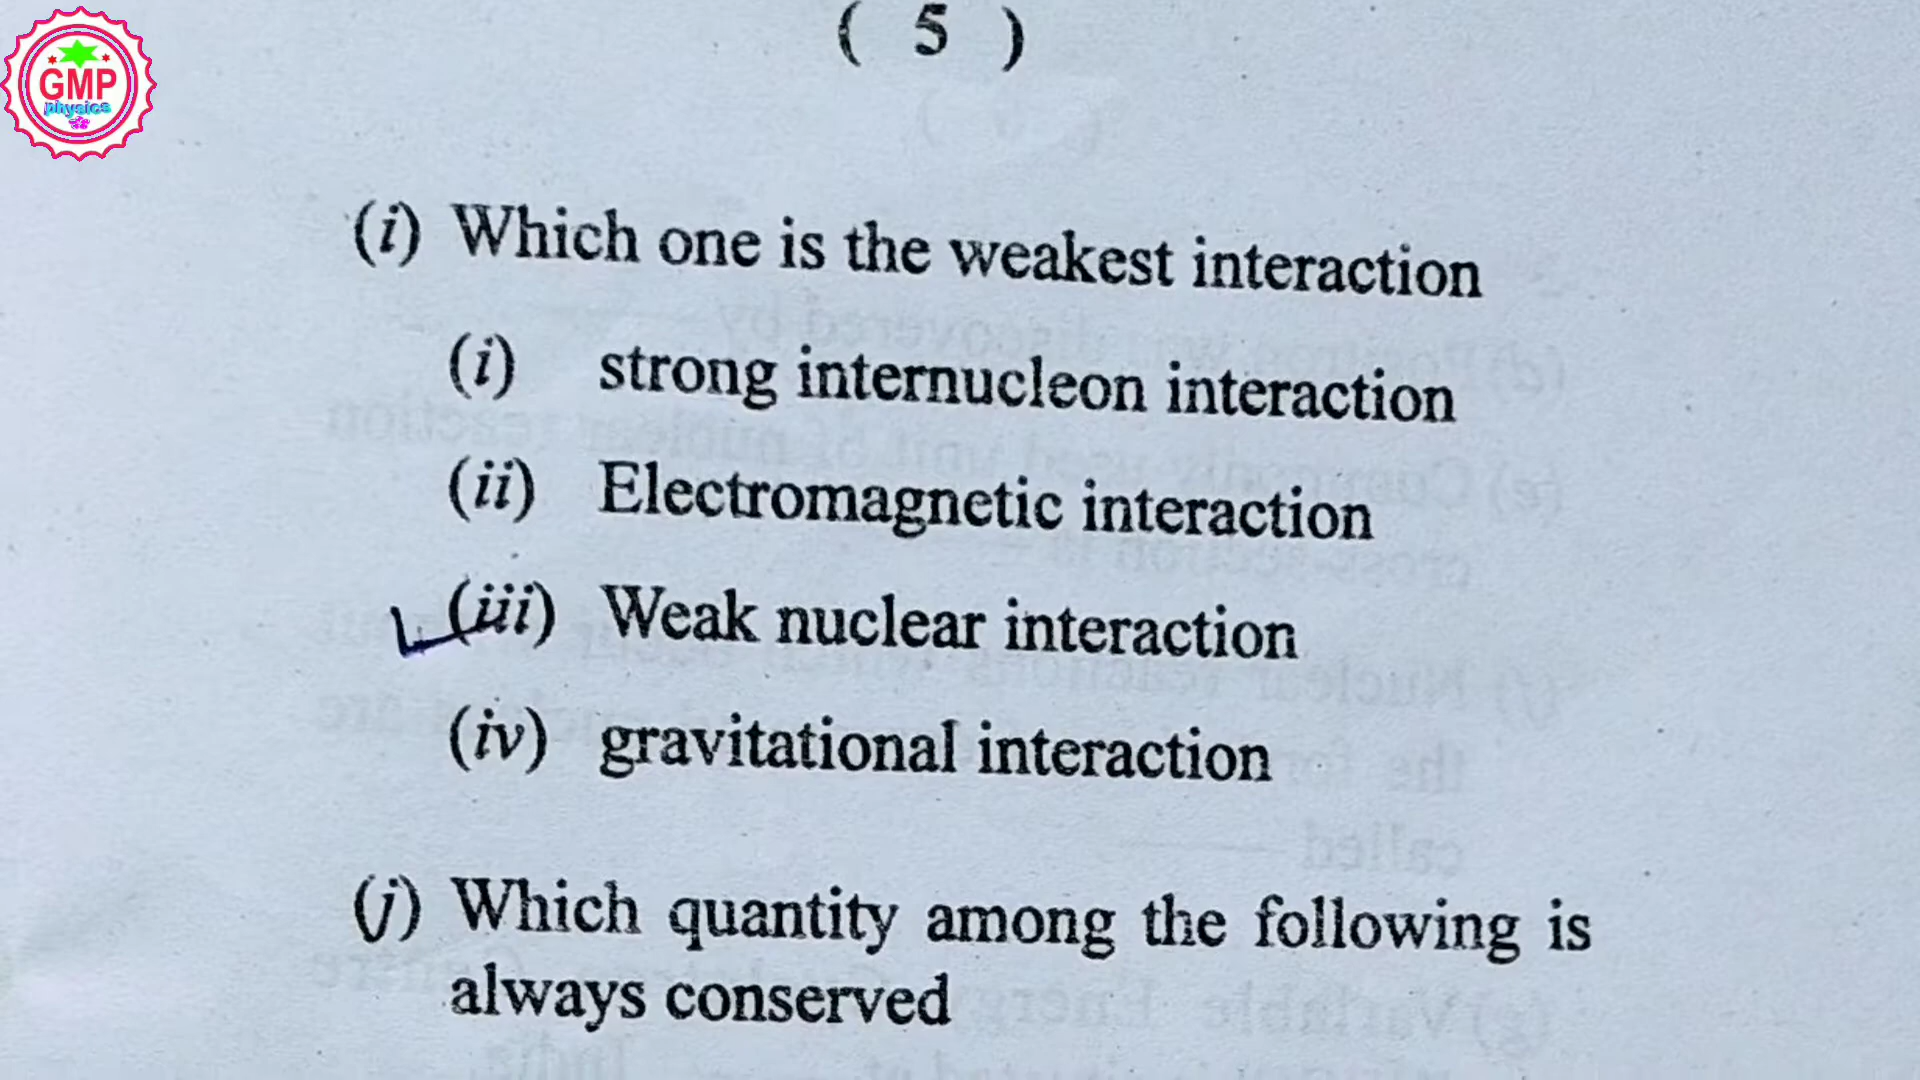 GMP
physics
( 5 )
(i) Which one is the weakest interaction
(i) strong internucleon interaction
(ii) Electromagnetic interaction
(iii) Weak nuclear interaction
(iv) gravitational interaction
(j) Which quantity among the following is
always conserved